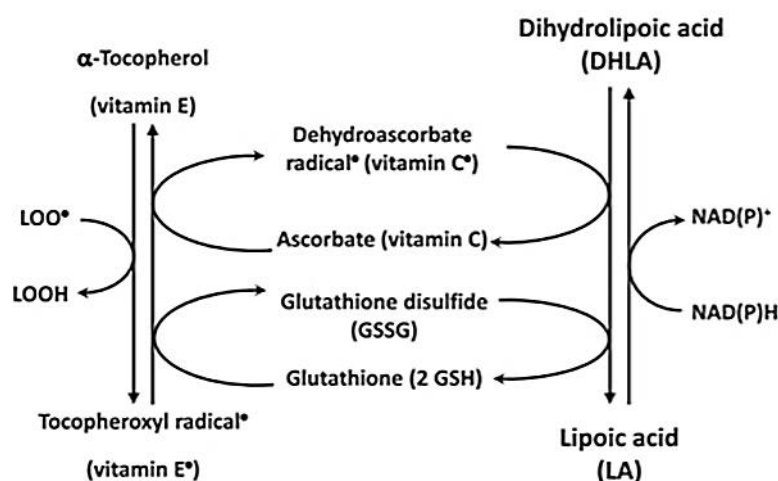 α-Tocopherol
(vitamin E)
Dihydrolipoic acid
(DHLA)
Dehydroascorbate
radical• (vitamin C•)
LOO•
Ascorbate (vitamin C)
NAD(P)⁺
LOOH
Glutathione disulfide
(GSSG)
NAD(P)H
Glutathione (2 GSH)
Tocopheroxyl radical•
(vitamin E•)
Lipoic acid
(LA)